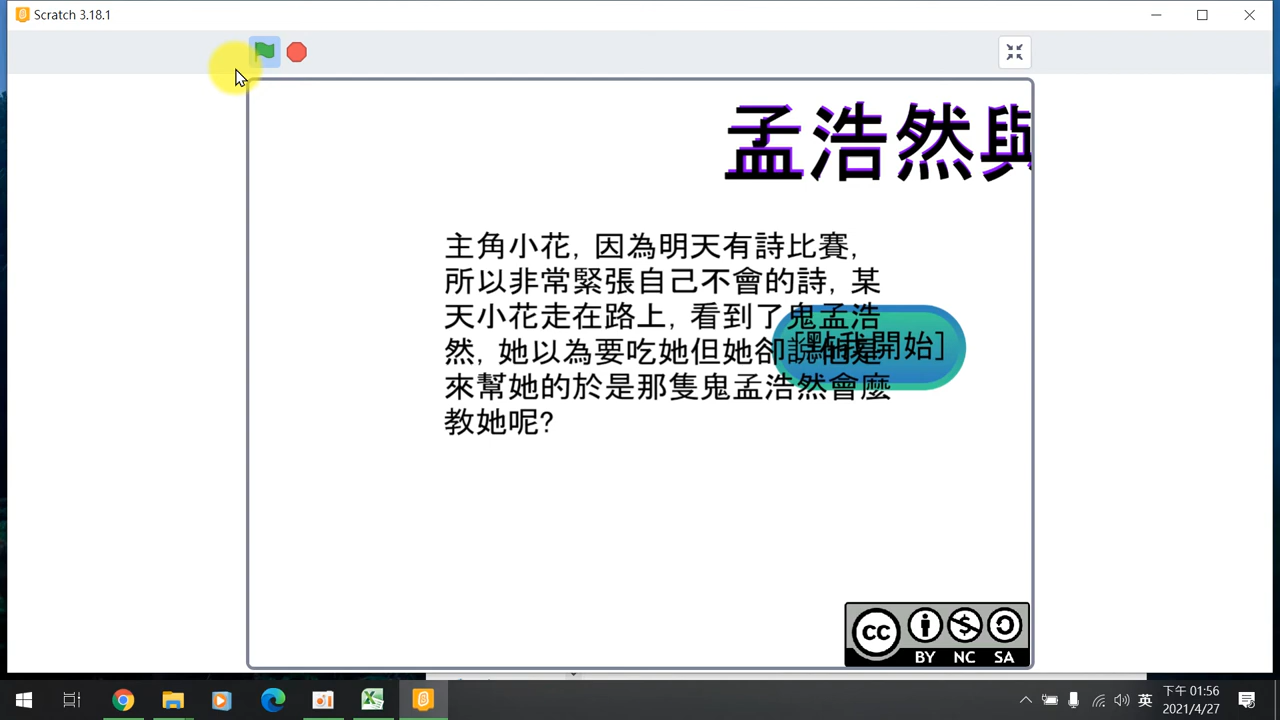 Scratch 3.18.1
孟浩然與
主角小花, 因為明天有詩比賽,
所以非常緊張自己不會的詩, 某
天小花走在路上, 看到了鬼孟浩
然, 她以為要吃她但她卻說他是
來幫她的於是那隻鬼孟浩然會麼
教她呢?
[點我開始]
CC
BY NC SA
英
下午 01:56
2021/4/27